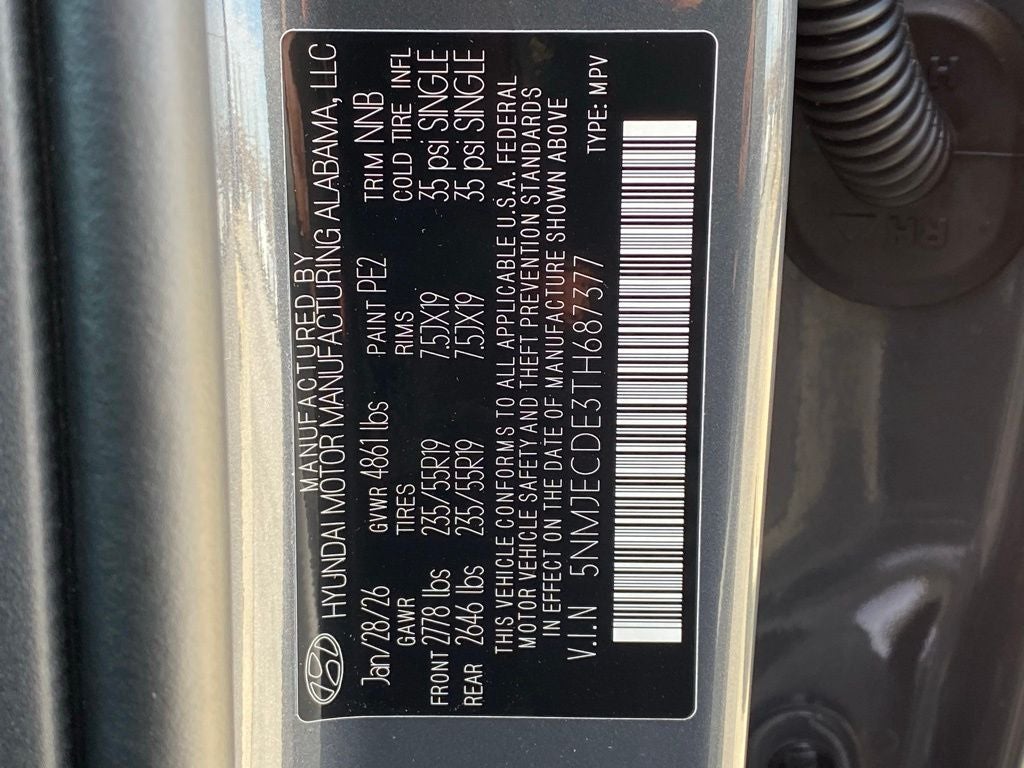 MANUFACTURED BY
HYUNDAI MOTOR MANUFACTURING ALABAMA, LLC
Jan/28/26 GVWR 4861 lbs PAINT PE2 TRIM NNB
GAWR TIRES RIMS COLD TIRE INFL
FRONT 2778 lbs 235/55R19 7.5JX19 35 psi SINGLE
REAR 2646 lbs 235/55R19 7.5JX19 35 psi SINGLE
THIS VEHICLE CONFORMS TO ALL APPLICABLE U.S.A. FEDERAL
MOTOR VEHICLE SAFETY AND THEFT PREVENTION STANDARDS
IN EFFECT ON THE DATE OF MANUFACTURE SHOWN ABOVE
V.I.N 5NMJECDE3TH687377 TYPE: MPV
RH